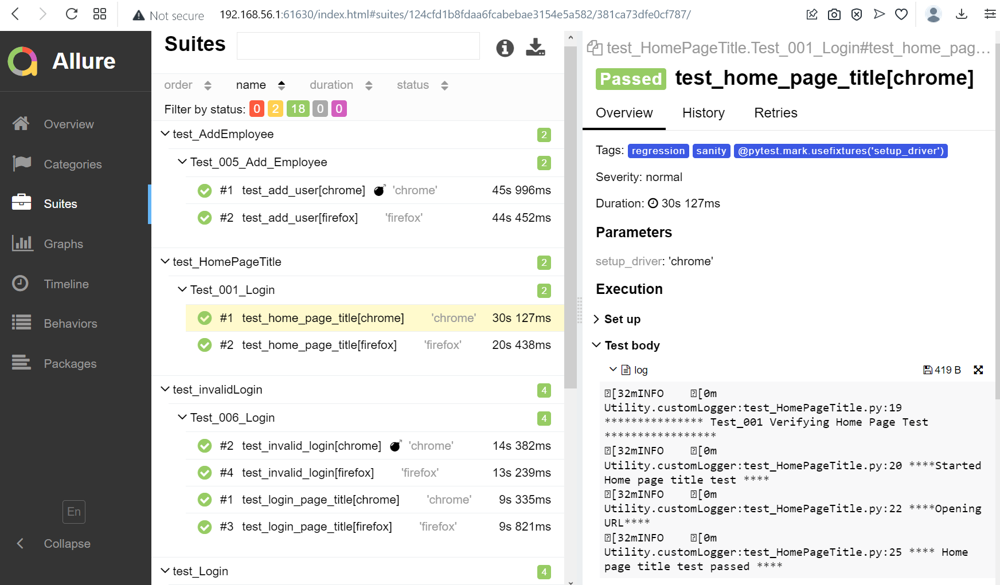 Not secure 192.168.56.1:61630/index.html#suites/124cfd1b8fdaa6fcabebae3154e5a582/381ca73dfe0cf787/
Allure
Overview
Categories
Suites
Graphs
Timeline
Behaviors
Packages
En
Collapse
Suites
order name duration status
Filter by status: 0 2 18 0 0
test_AddEmployee 2
Test_005_Add_Employee 2
#1 test_add_user[chrome] 'chrome' 45s 996ms
#2 test_add_user[firefox] 'firefox' 44s 452ms
test_HomePageTitle 2
Test_001_Login 2
#1 test_home_page_title[chrome] 'chrome' 30s 127ms
#2 test_home_page_title[firefox] 'firefox' 20s 438ms
test_invalidLogin 4
Test_006_Login 4
#2 test_invalid_login[chrome] 'chrome' 14s 382ms
#4 test_invalid_login[firefox] 'firefox' 13s 239ms
#1 test_login_page_title[chrome] 'chrome' 9s 335ms
#3 test_login_page_title[firefox] 'firefox' 9s 821ms
test_Login 4
test_HomePageTitle.Test_001_Login#test_home_pag...
Passed test_home_page_title[chrome]
Overview History Retries
Tags: regression sanity @pytest.mark.usefixtures('setup_driver')
Severity: normal
Duration: 30s 127ms
Parameters
setup_driver: 'chrome'
Execution
Set up
Test body
log 419 B
[32mINFO [0m
Utility.customLogger:test_HomePageTitle.py:19
*************** Test_001 Verifying Home Page Test
*****************
[32mINFO [0m
Utility.customLogger:test_HomePageTitle.py:20 ****Started
Home page title test ****
[32mINFO [0m
Utility.customLogger:test_HomePageTitle.py:22 ****Opening
URL****
[32mINFO [0m
Utility.customLogger:test_HomePageTitle.py:25 **** Home
page title test passed ****